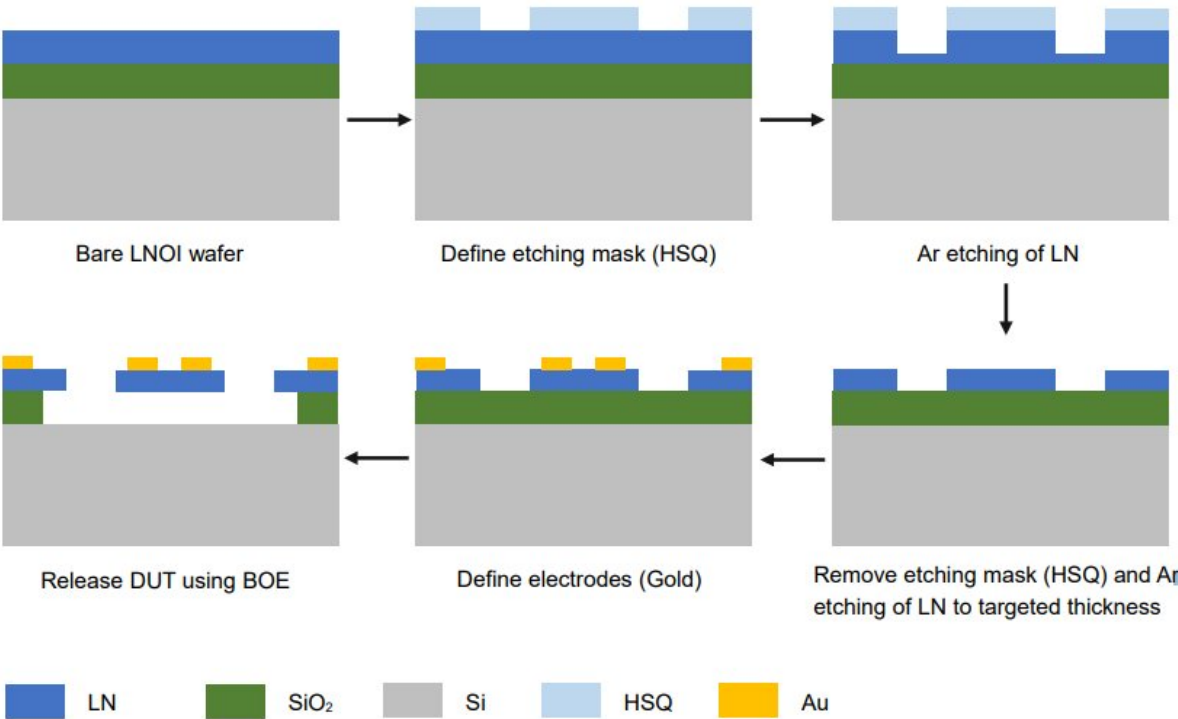 Bare LNOI wafer
Define etching mask (HSQ)
Ar etching of LN
Release DUT using BOE
Define electrodes (Gold)
Remove etching mask (HSQ) and Ar
etching of LN to targeted thickness
LN
SiO₂
Si
HSQ
Au